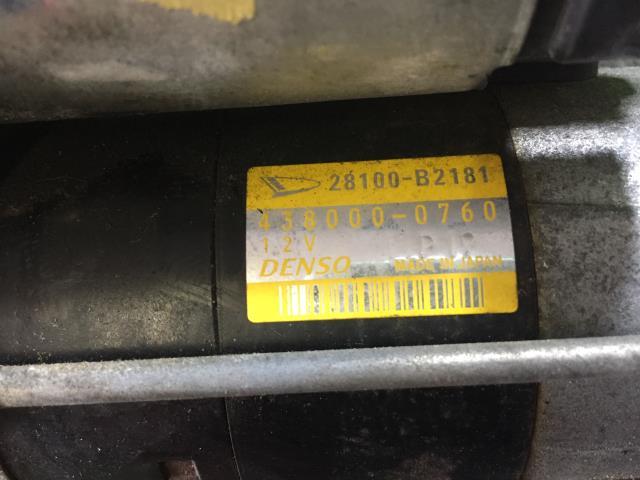 28100-B2181
438000-0760
12V
DENSO MADE IN JAPAN